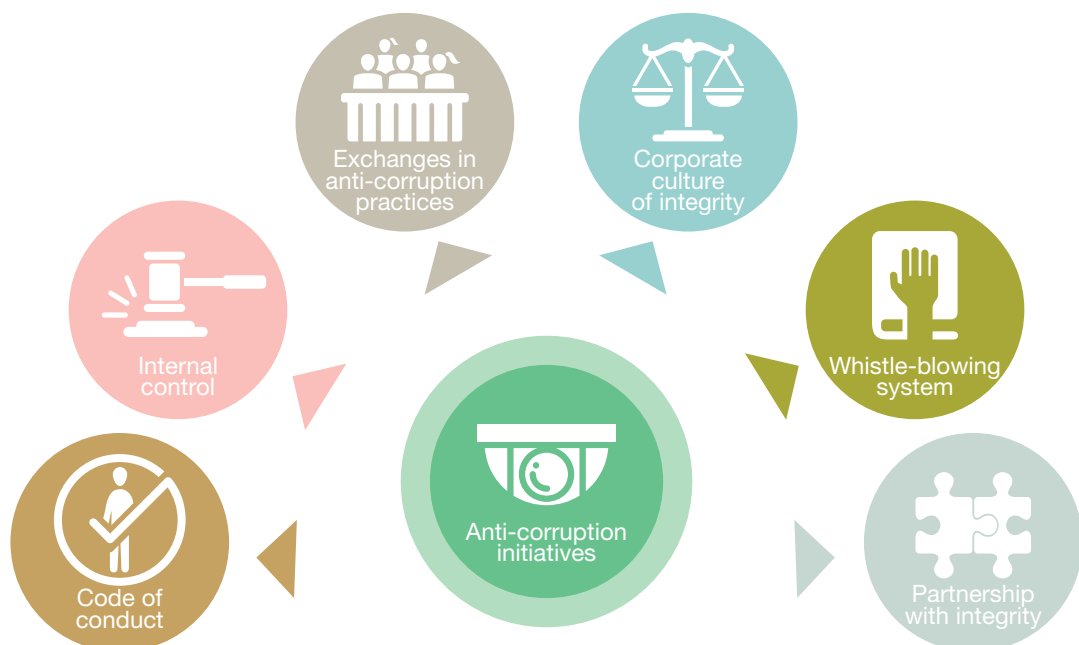 Exchanges in
anti-corruption
practices
Corporate
culture
of integrity
Internal
control
Whistle-blowing
system
Anti-corruption
initiatives
Code of
conduct
Partnership
with integrity